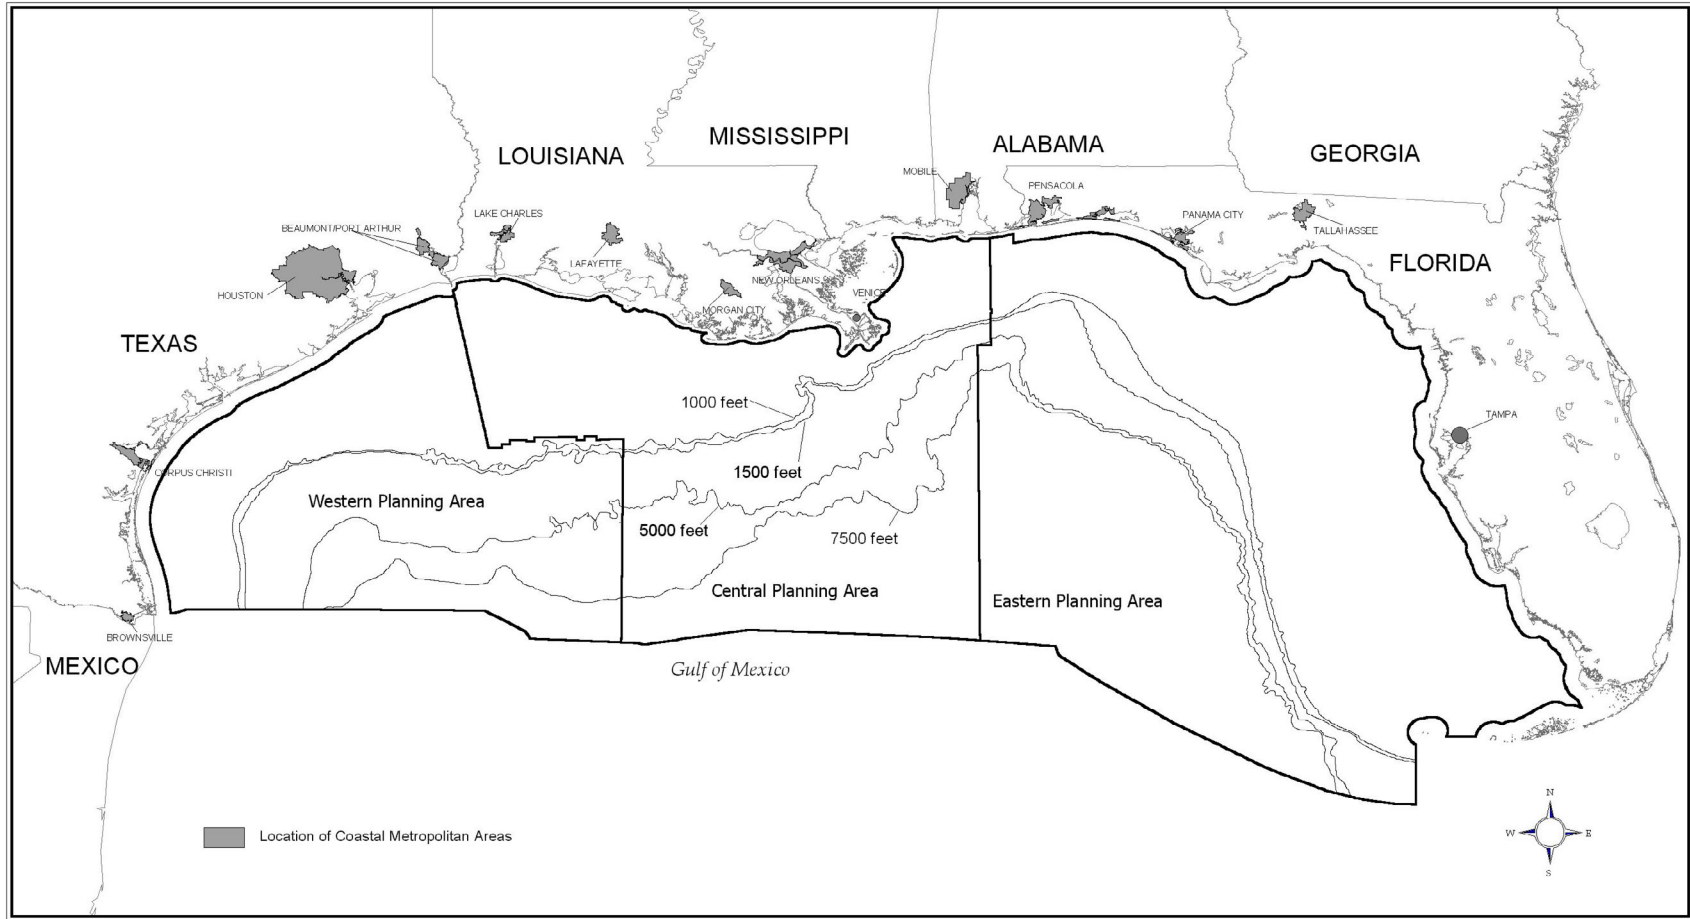 MISSISSIPPI
ALABAMA
LOUISIANA
GEORGIA
MOBILE
PENSACOLA
LAKE CHARLES
PANAMA CITY
BEAUMONT/PORT ARTHUR
TALLAHASSEE
LAFAYETTE
FLORIDA
NEW ORLEANS
HOUSTON
VENICE
MORGAN CITY
TEXAS
1000 feet
TAMPA
CORPUS CHRISTI
1500 feet
Western Planning Area
5000 feet
7500 feet
Central Planning Area
Eastern Planning Area
BROWNSVILLE
MEXICO
Gulf of Mexico
N
Location of Coastal Metropolitan Areas
W
E
S